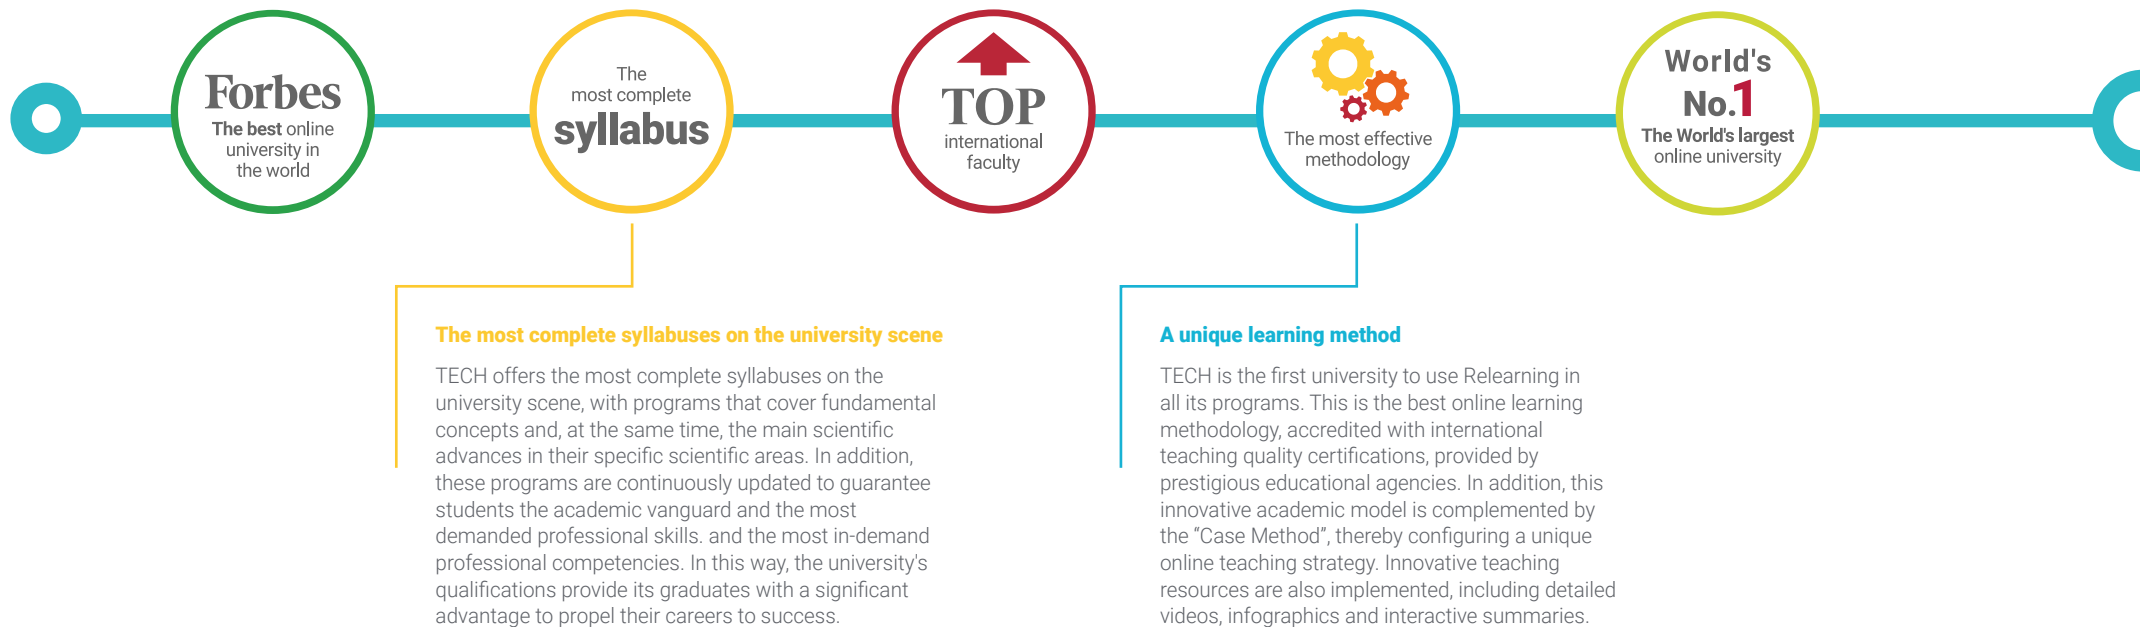 Forbes
The best online
university in
the world
The
most complete
syllabus
TOP
international
faculty
The most effective
methodology
World's
No.1
The World's largest
online university
The most complete syllabuses on the university scene
TECH offers the most complete syllabuses on the
university scene, with programs that cover fundamental
concepts and, at the same time, the main scientific
advances in their specific scientific areas. In addition,
these programs are continuously updated to guarantee
students the academic vanguard and the most
demanded professional skills. and the most in-demand
professional competencies. In this way, the university's
qualifications provide its graduates with a significant
advantage to propel their careers to success.
A unique learning method
TECH is the first university to use Relearning in
all its programs. This is the best online learning
methodology, accredited with international
teaching quality certifications, provided by
prestigious educational agencies. In addition, this
innovative academic model is complemented by
the “Case Method”, thereby configuring a unique
online teaching strategy. Innovative teaching
resources are also implemented, including detailed
videos, infographics and interactive summaries.